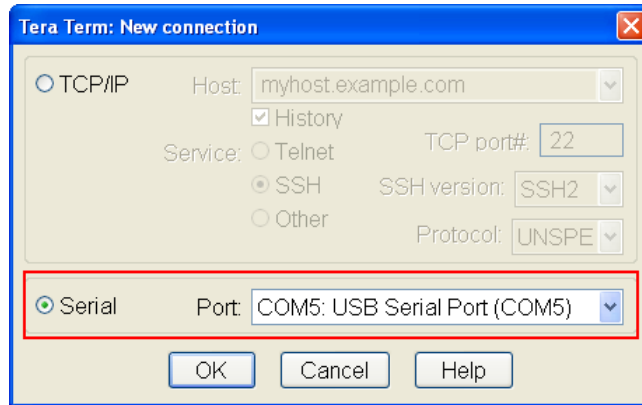 Tera Term: New connection
TCP/IP
Host: myhost.example.com
History
Service: Telnet
TCP port#: 22
SSH
SSH version: SSH2
Other
Protocol: UNSPE
Serial
Port: COM5: USB Serial Port (COM5)
OK Cancel Help